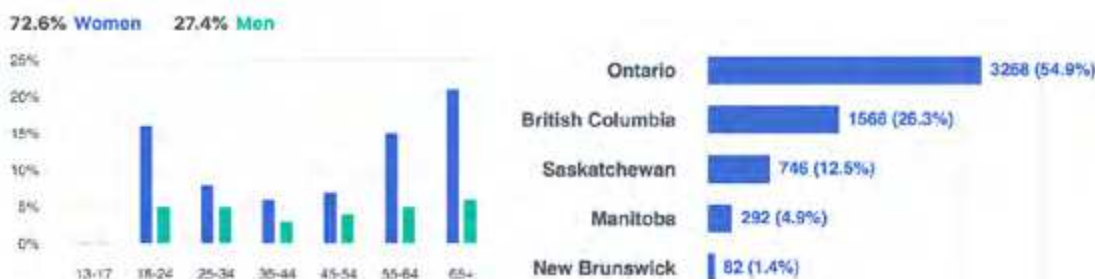 72.6% Women 27.4% Men
25%
20%
15%
10%
5%
0%
13-17 18-24 25-34 35-44 45-54 55-64 65+
Ontario 3268 (54.9%)
British Columbia 1568 (26.3%)
Saskatchewan 746 (12.5%)
Manitoba 292 (4.9%)
New Brunswick 82 (1.4%)